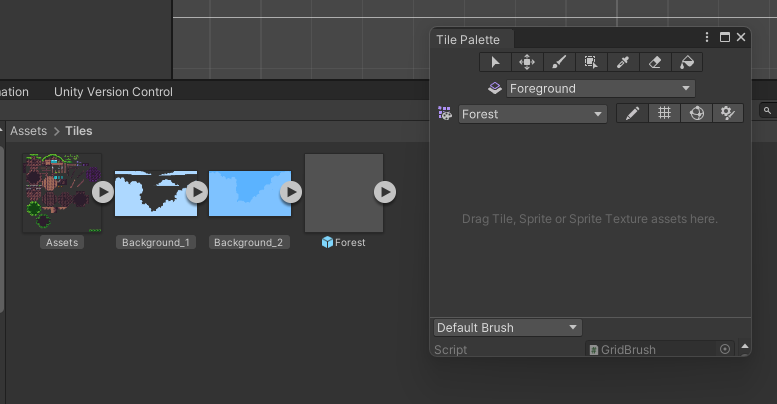 Tile Palette
Foreground
Forest
Drag Tile, Sprite or Sprite Texture assets here.
Default Brush
Script
GridBrush
ation
Unity Version Control
Assets > Tiles
Assets
Background_1
Background_2
Forest